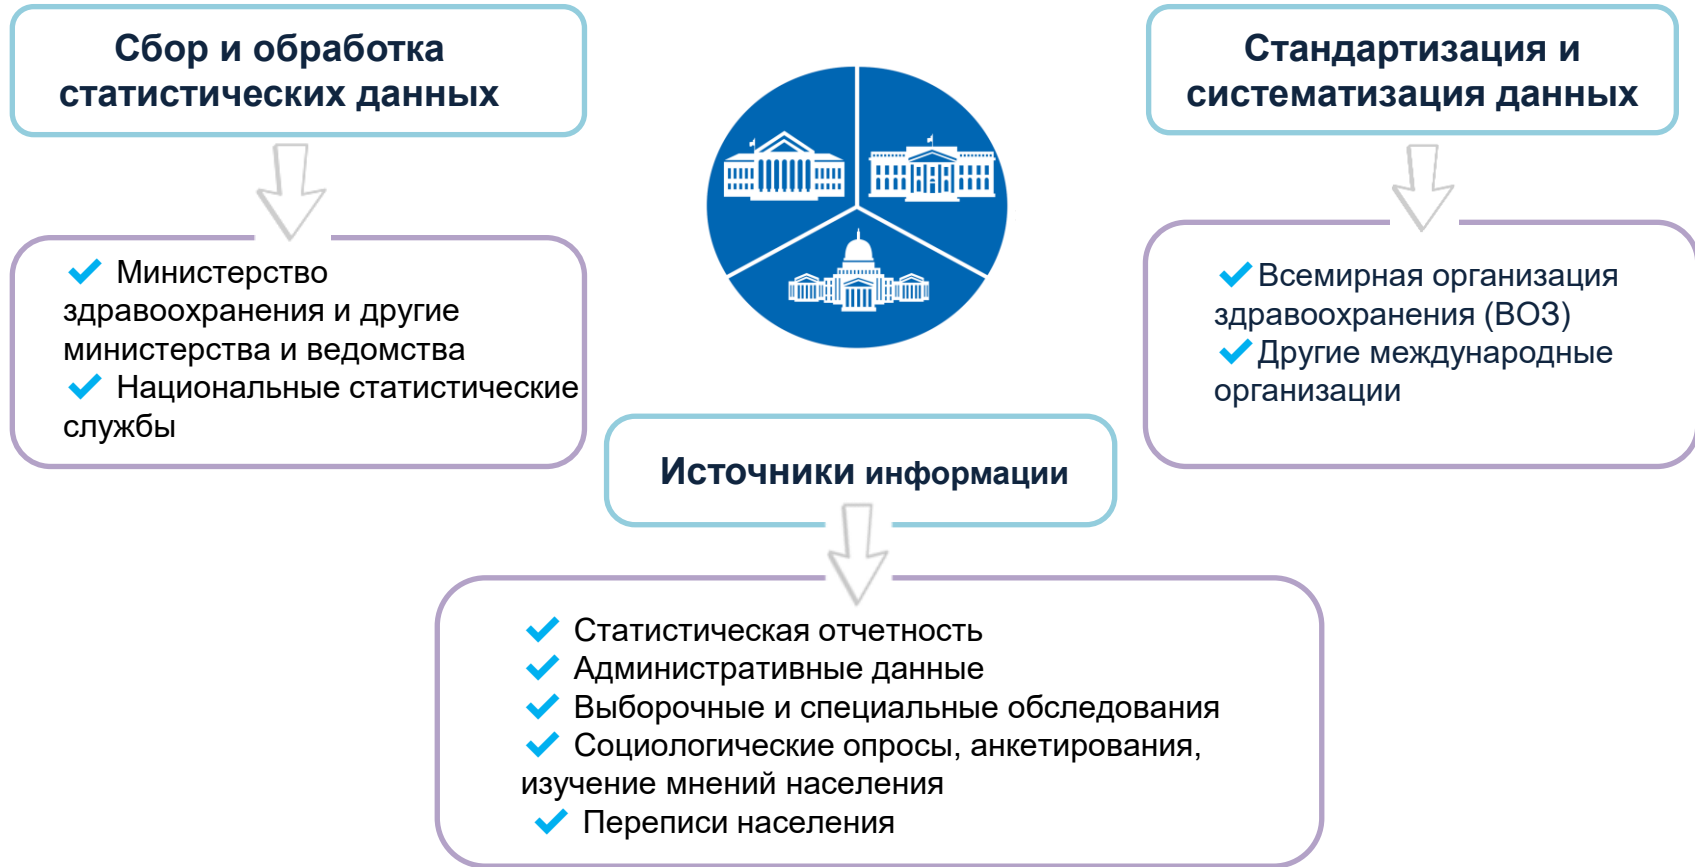 Сбор и обработка
статистических данных
Министерство
здравоохранения и другие
министерства и ведомства
Национальные статистические
службы
Стандартизация и
систематизация данных
Всемирная организация
здравоохранения (ВОЗ)
Другие международные
организации
Источники информации
Статистическая отчетность
Административные данные
Выборочные и специальные обследования
Социологические опросы, анкетирования,
изучение мнений населения
Переписи населения